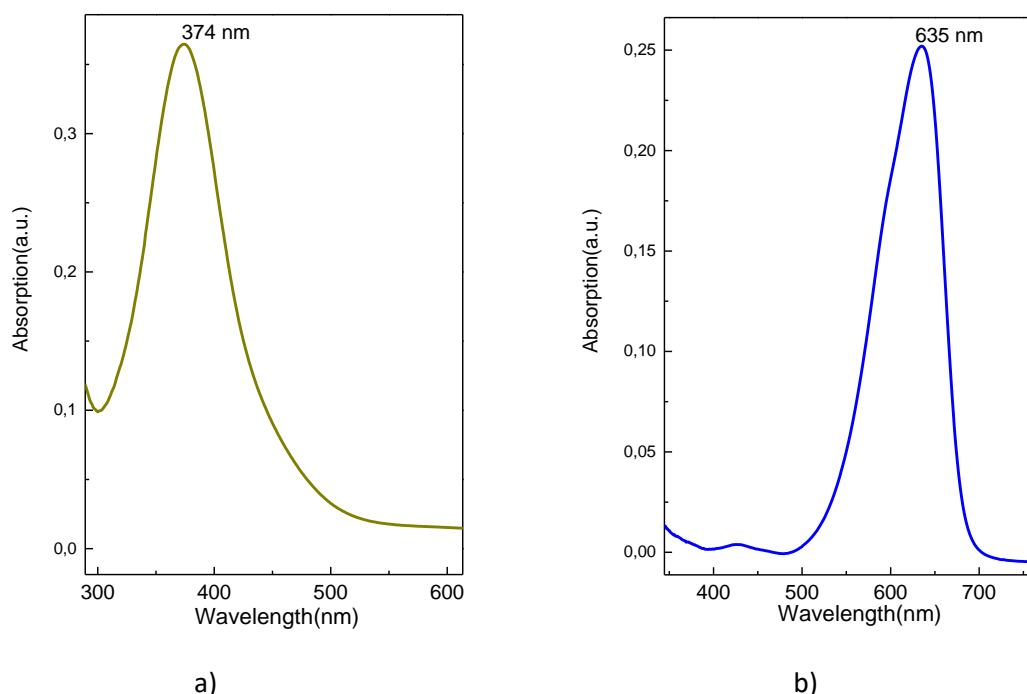 374 nm
0,3
0,2
0,1
0,0
Absorption(a.u.)
300
400
500
600
Wavelength(nm)
a)
635 nm
0,25
0,20
0,15
0,10
0,05
0,00
Absorption(a.u.)
400
500
600
700
Wavelength(nm)
b)